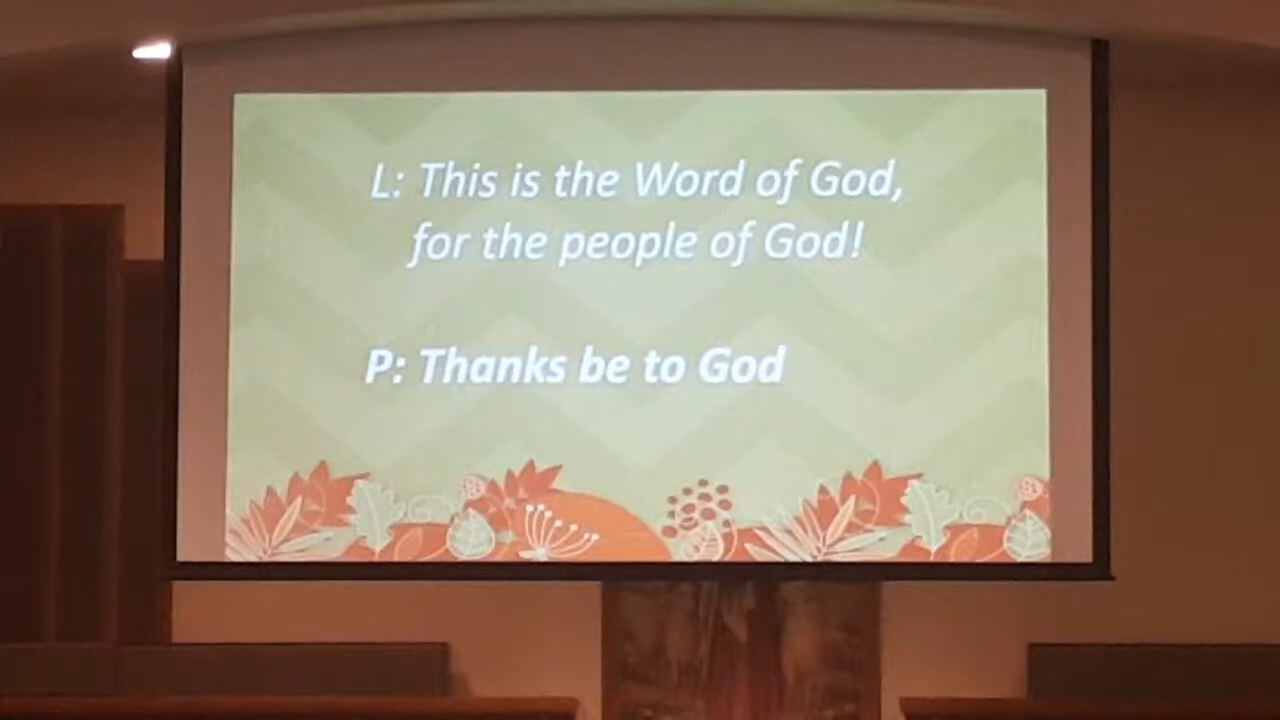 L: This is the Word of God,
for the people of God!
P: Thanks be to God